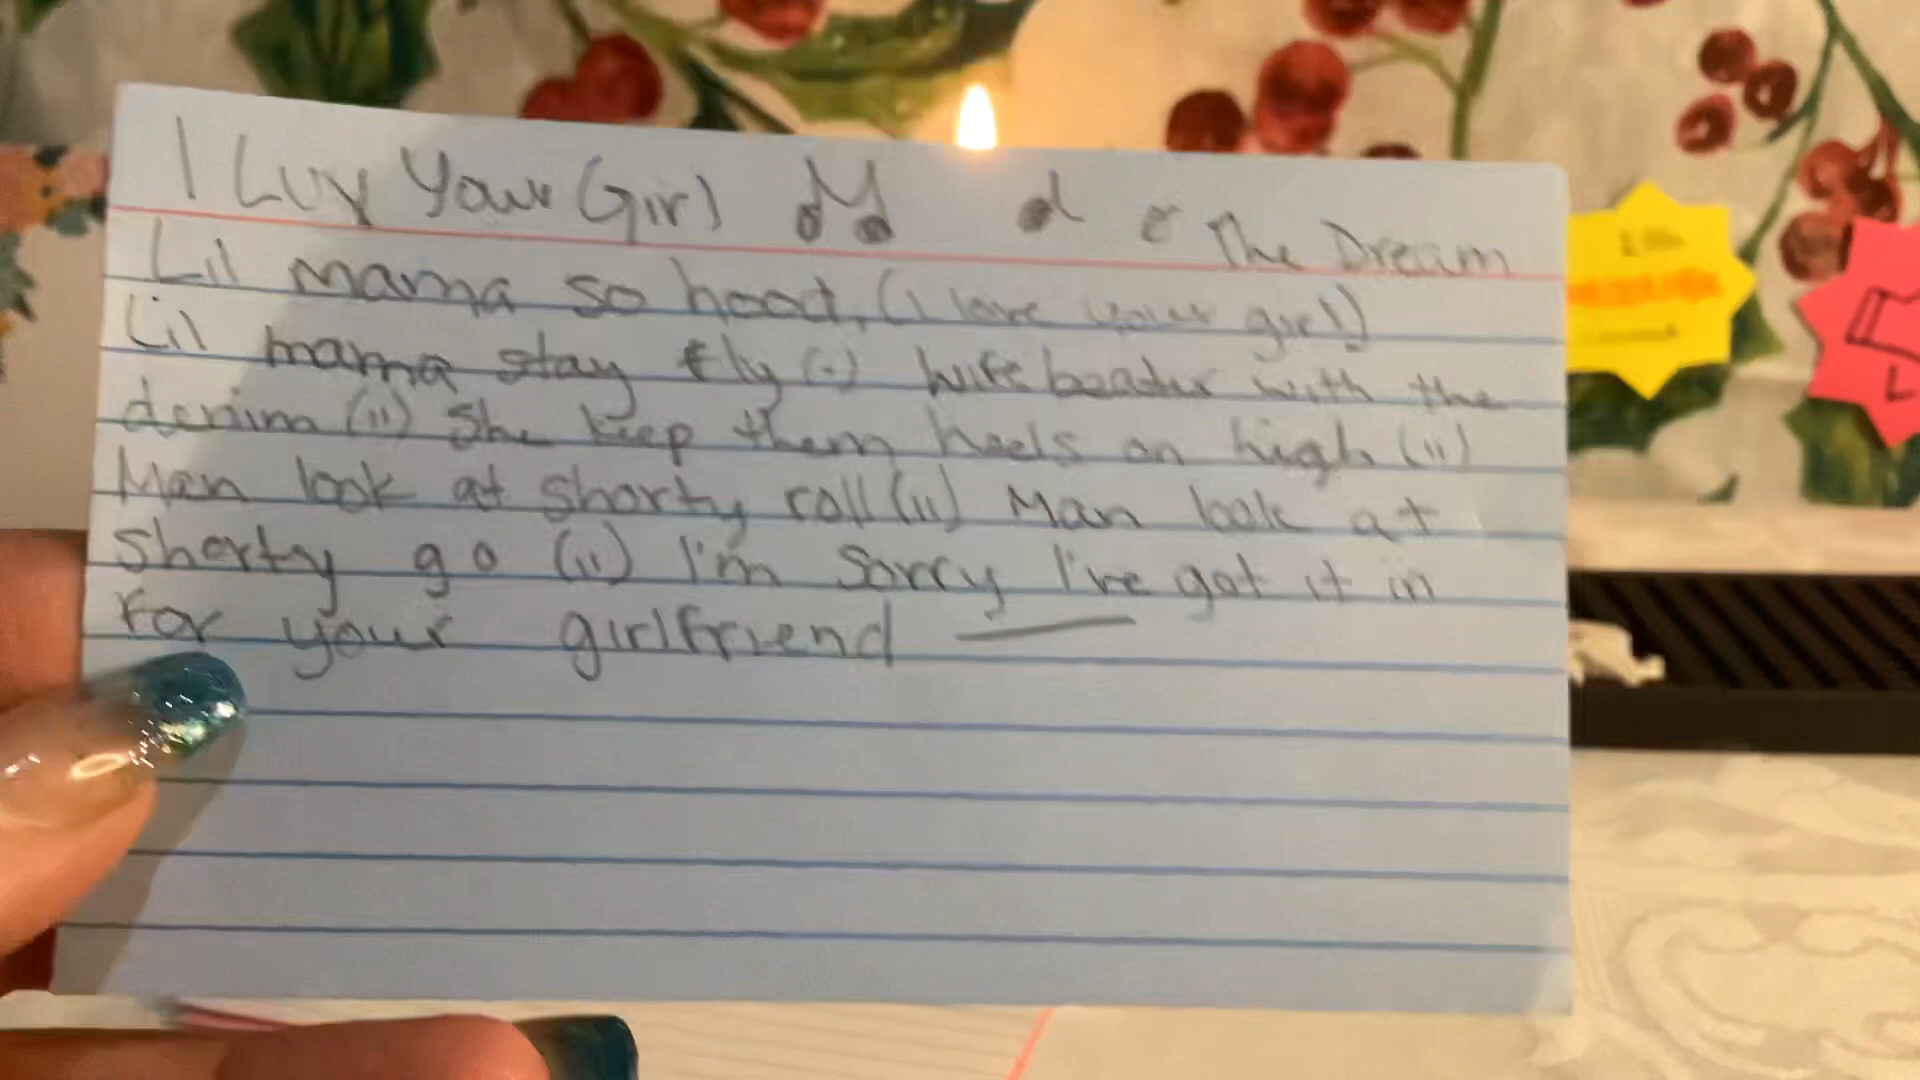 I Luv Your Girl The Dream
Lil mama so hood, (I love your girl)
Lil mama stay fly (") wife beader with the
denim (") She keep them heels on high (")
Man look at shorty roll (") Man look at
shorty go (") I'm sorry I've got it in
For your girlfriend —